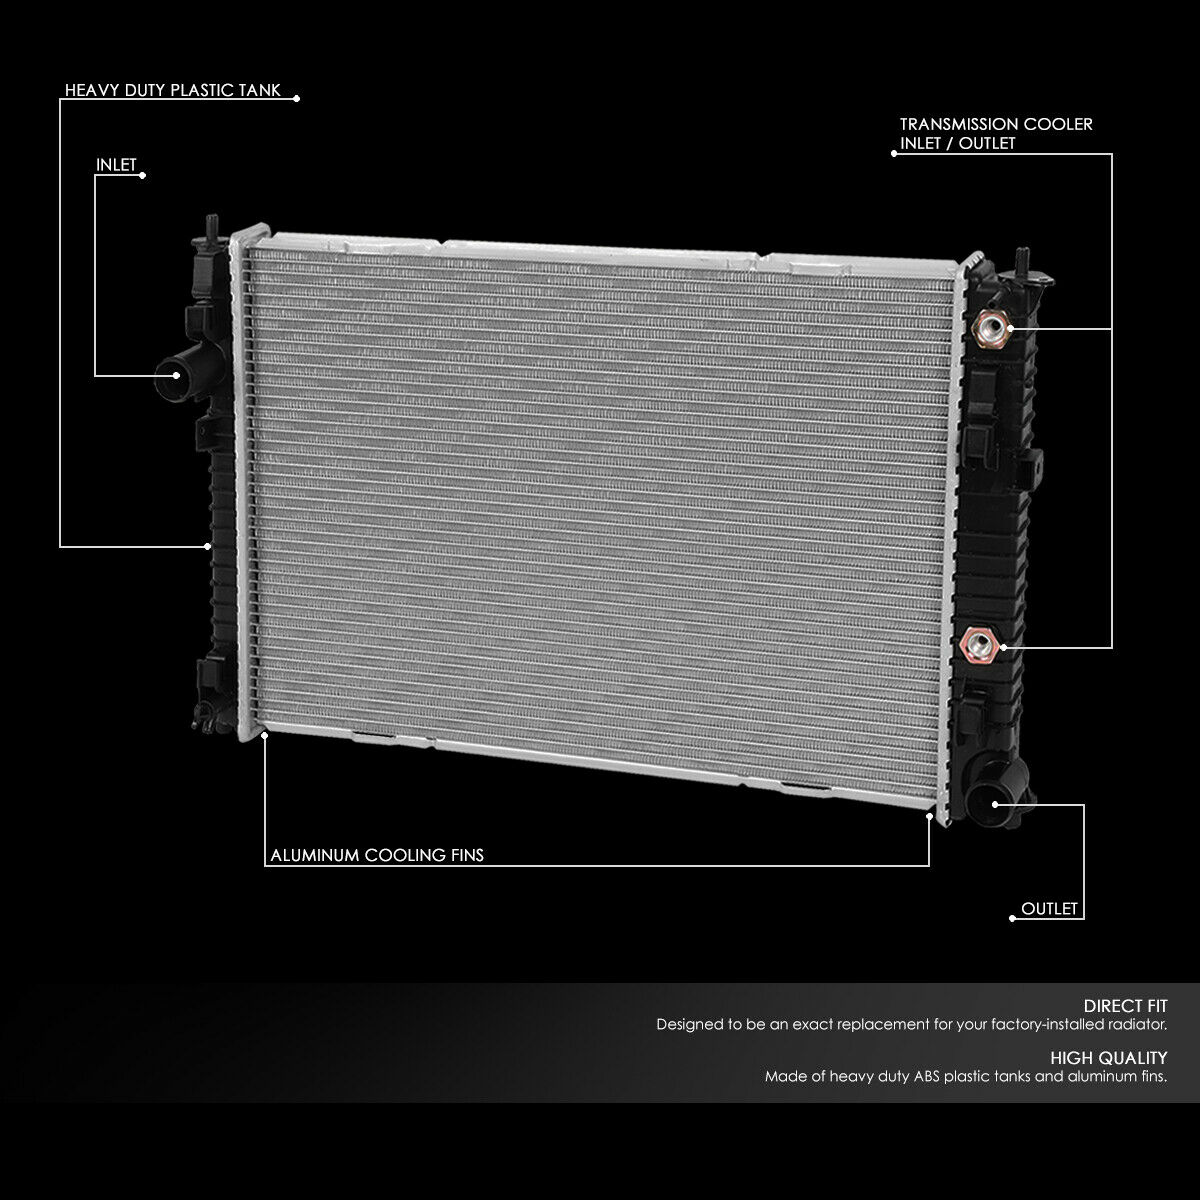 HEAVY DUTY PLASTIC TANK
TRANSMISSION COOLER
INLET / OUTLET
INLET
ALUMINUM COOLING FINS
OUTLET
DIRECT FIT
Designed to be an exact replacement for your factory-installed radiator.
HIGH QUALITY
Made of heavy duty ABS plastic tanks and aluminum fins.